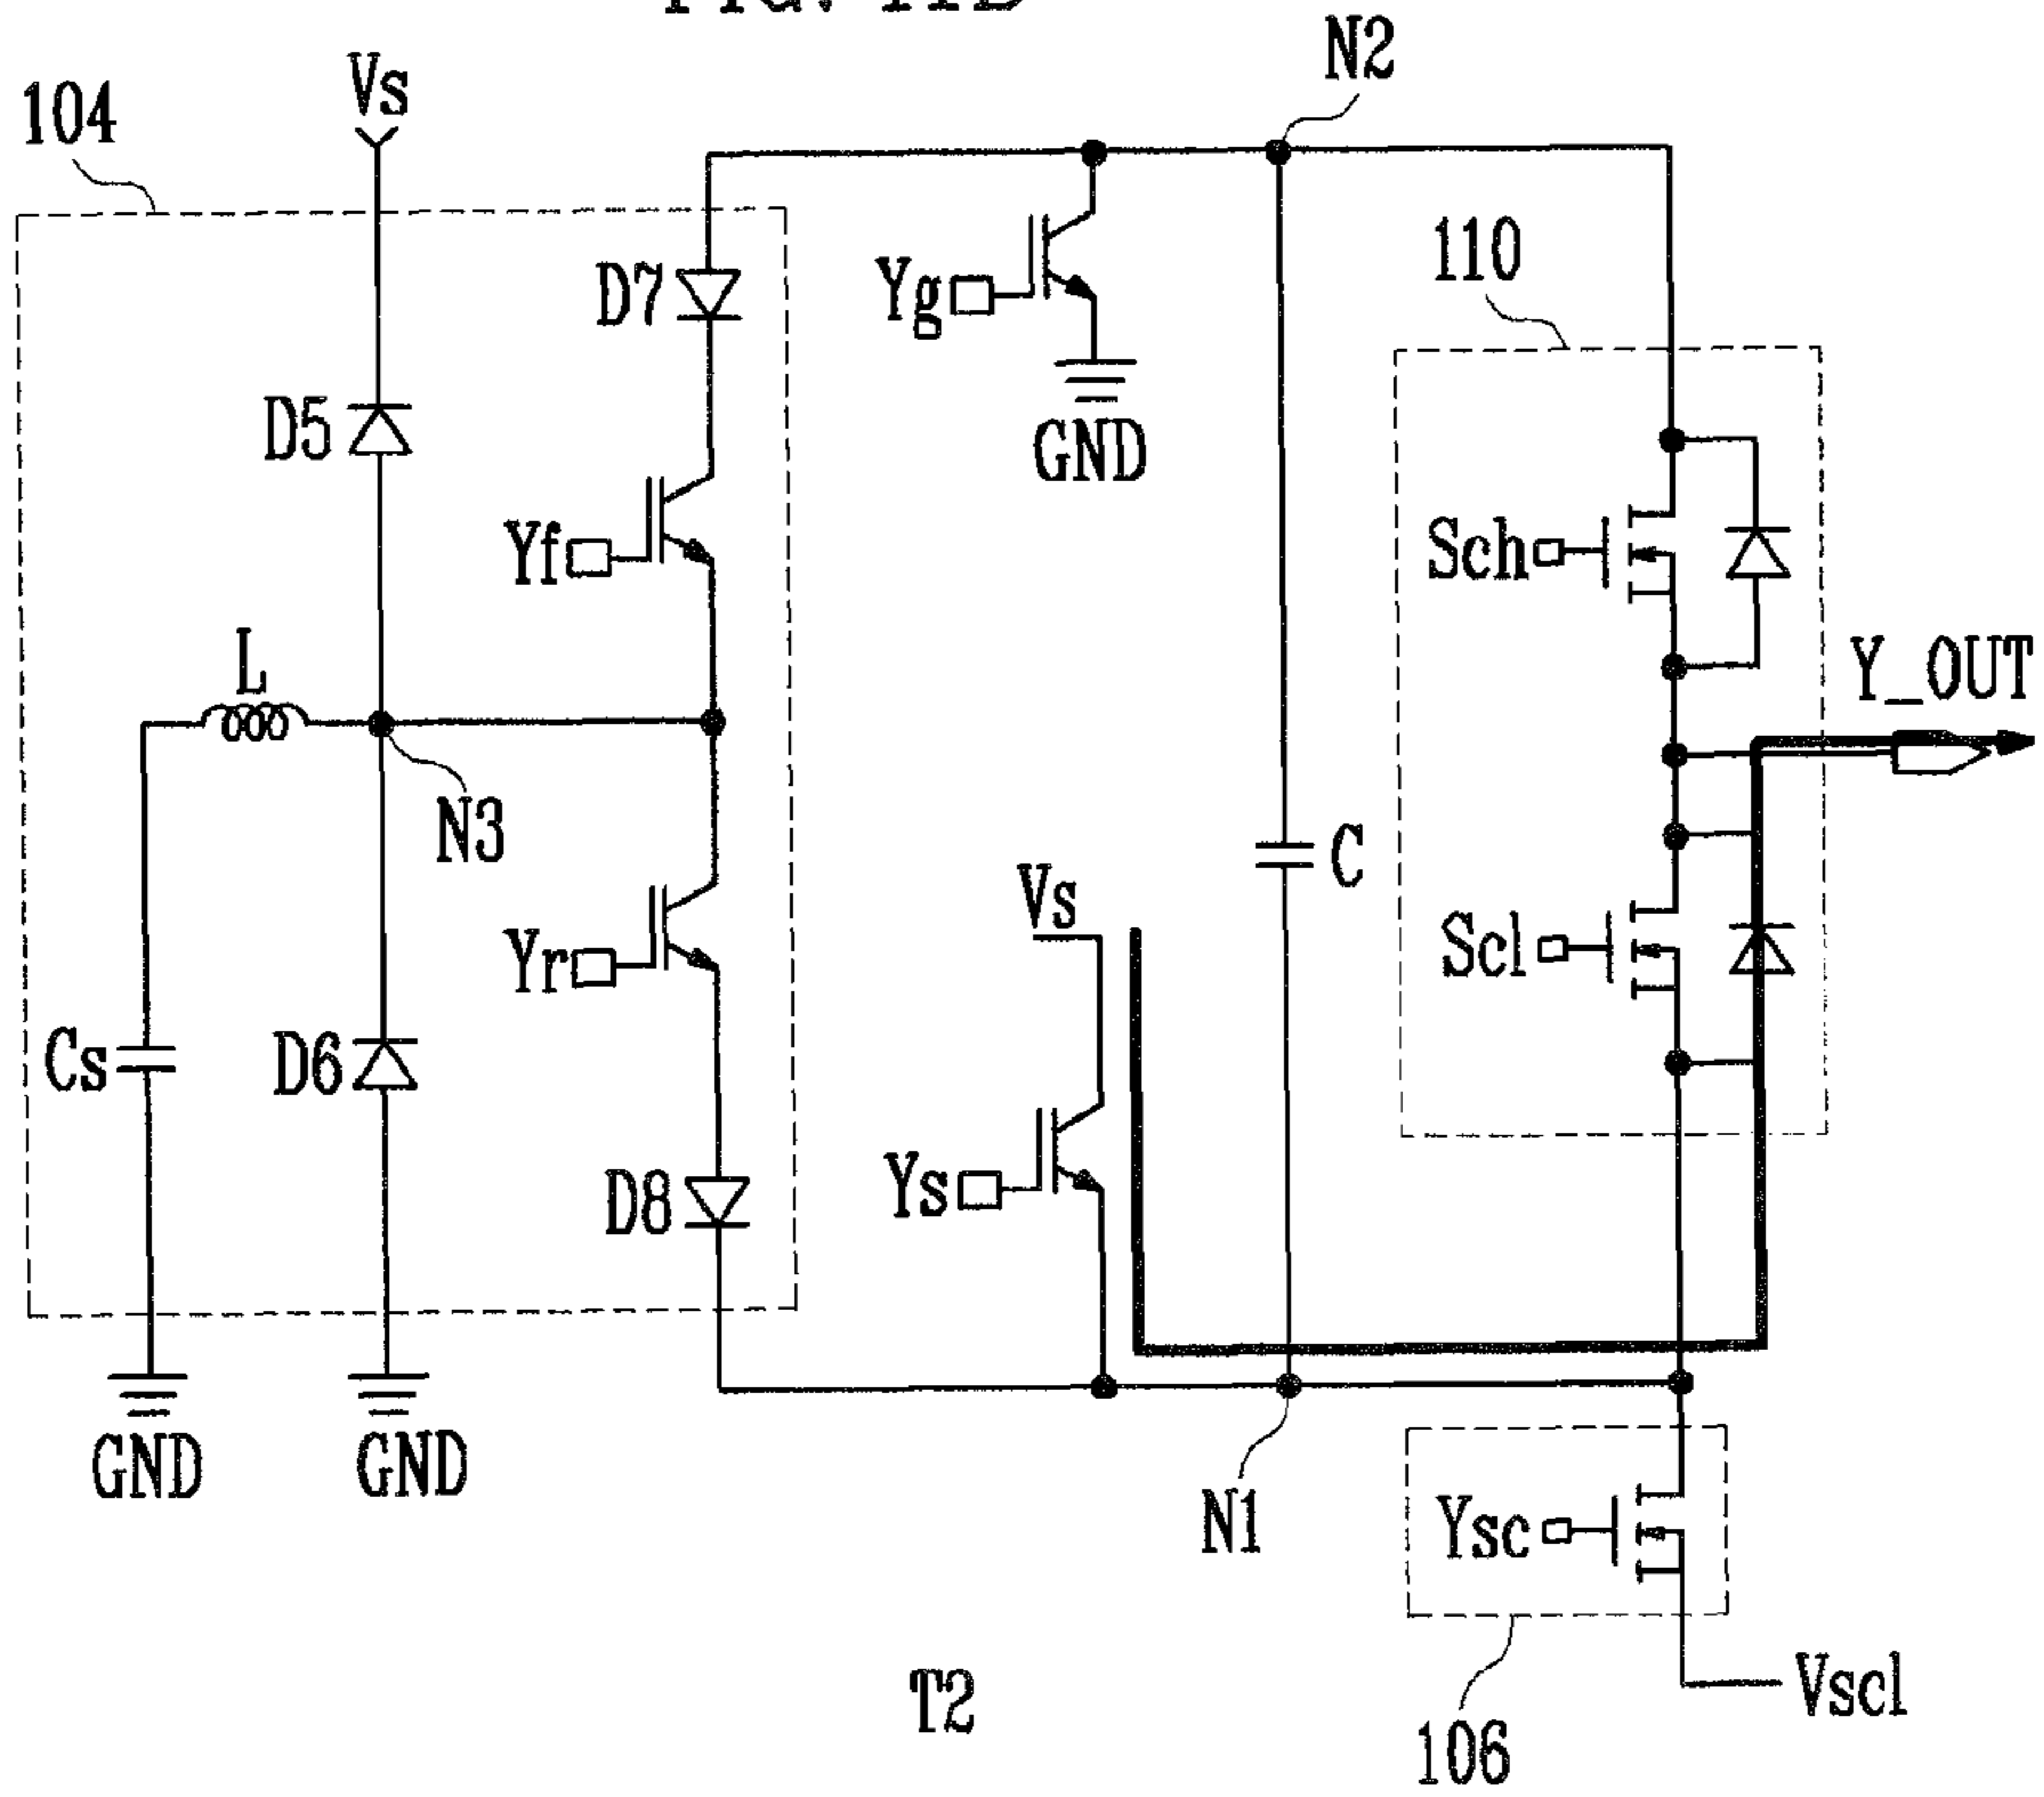 N2
Vs
104
D7
Yg
110
D5
GND
Yf
Sch
L
Y_OUT
N3
C
Vs
Yr
Scl
Cs
D6
D8
Ys
GND
GND
N1
Ysc
T2
Vscl
106